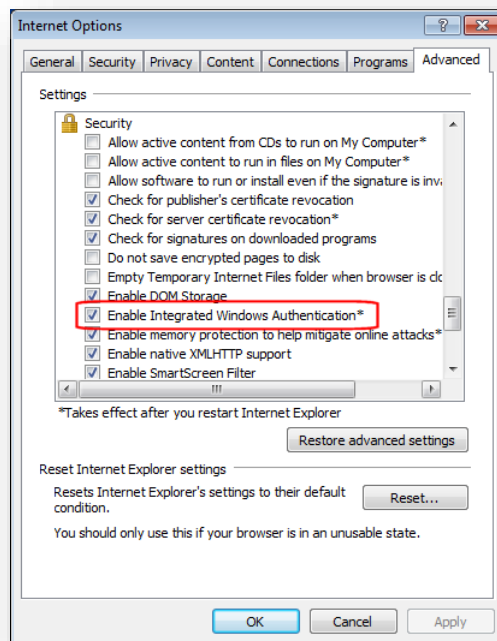 Internet Options
General Security Privacy Content Connections Programs Advanced
Settings
Security
Allow active content from CDs to run on My Computer*
Allow active content to run in files on My Computer*
Allow software to run or install even if the signature is
Check for publisher's certificate revocation
Check for server certificate revocation*
Check for signatures on downloaded programs
Do not save encrypted pages to disk
Empty Temporary Internet Files folder when browser is
Enable DOM Storage
Enable Integrated Windows Authentication*
Enable memory protection to help mitigate online attacks*
Enable native XMLHTTP support
Enable SmartScreen Filter
*Takes effect after you restart Internet Explorer
Restore advanced settings
Reset Internet Explorer settings
Resets Internet Explorer's settings to their default
condition.
Reset...
You should only use this if your browser is in an unusable state.
OK Cancel Apply